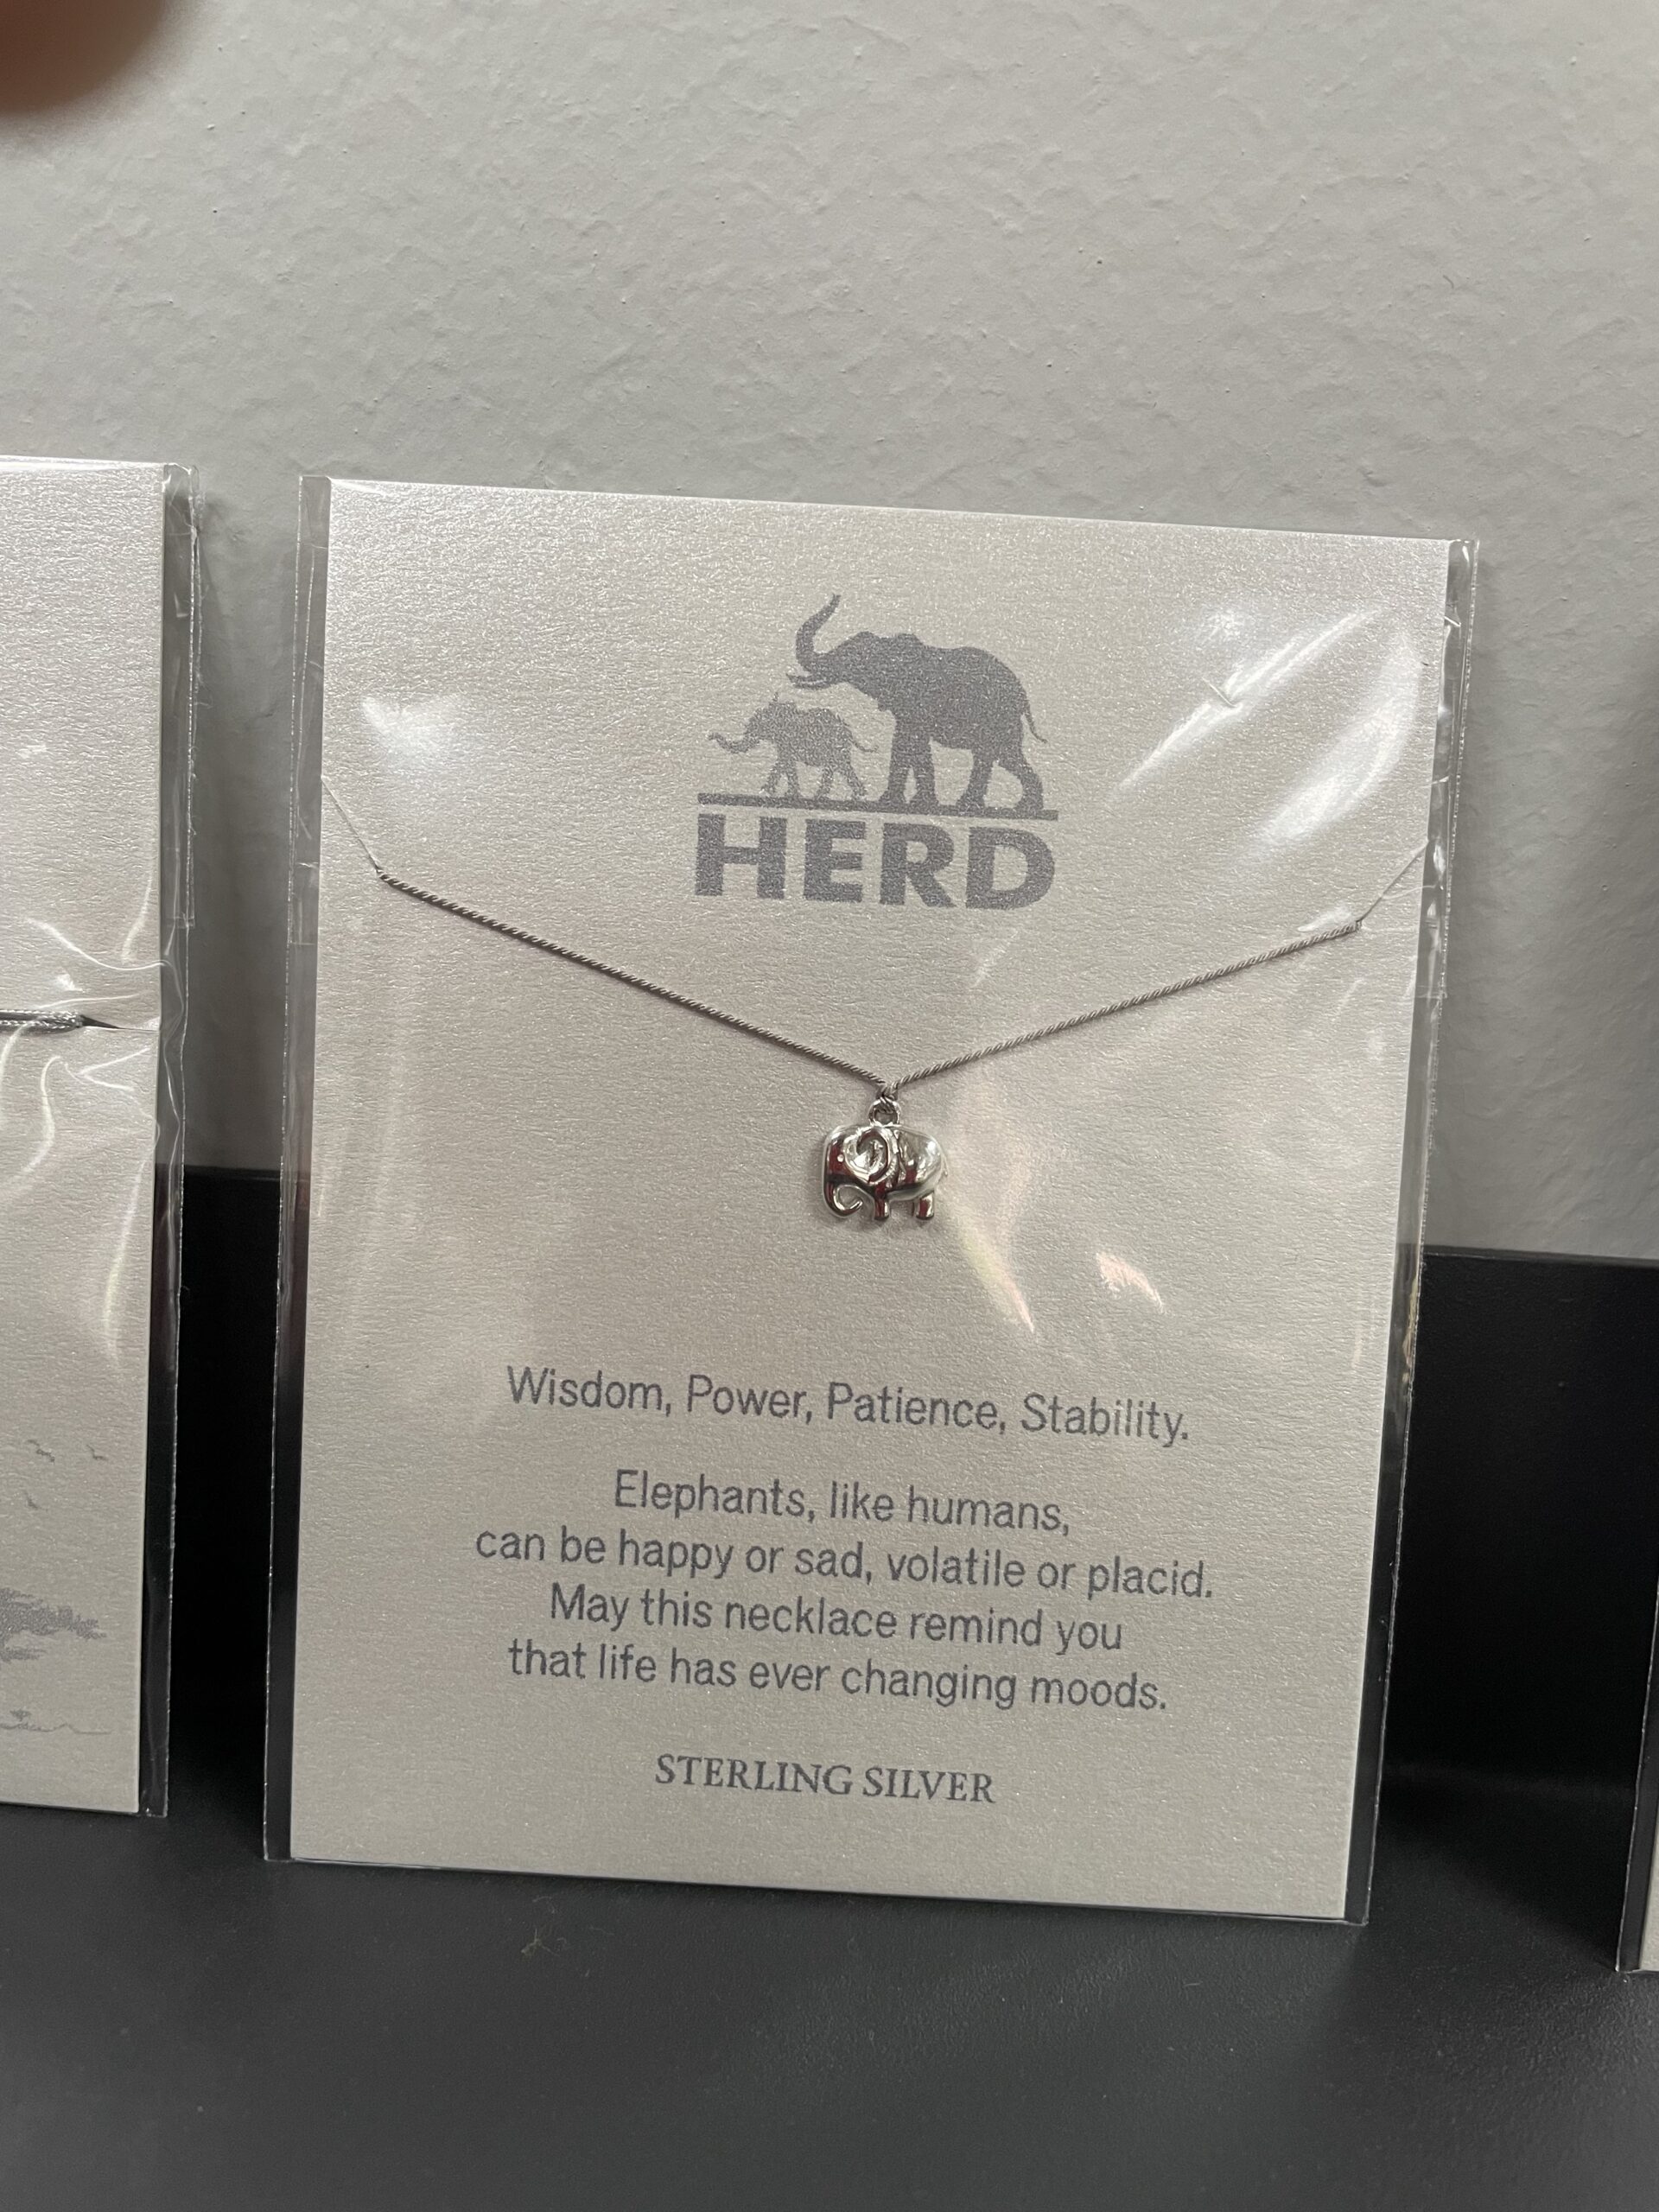 HERD
Wisdom, Power, Patience, Stability.
Elephants, like humans,
can be happy or sad, volatile or placid.
May this necklace remind you
that life has ever changing moods.
STERLING SILVER